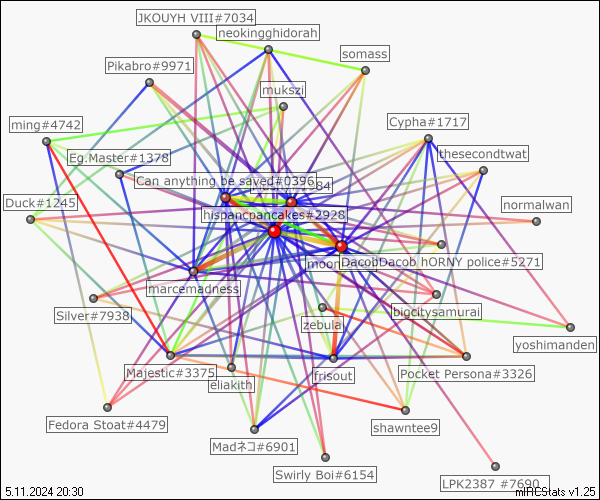 JKOUYH VIII#7034
neokingghidorah
somass
Pikabro#9971
mukszi
ming#4742
Cypha#1717
Eg.Master#1378
thesecondtwat
Can anything be saved#0396
Duck#1245
normalwan
hispancpancakes#2928
moon
DacobDacob hORNY police#5271
marcemadness
Silver#7938
bigcitysamurai
zebula
yoshimanden
Majestic#3375
eliakith
frisout
Pocket Persona#3326
Fedora Stoat#4479
shawntee9
Madネコ#6901
Swirly Boi#6154
LPK2387 #7690
5.11.2024 20:30
mIRCStats v1.25